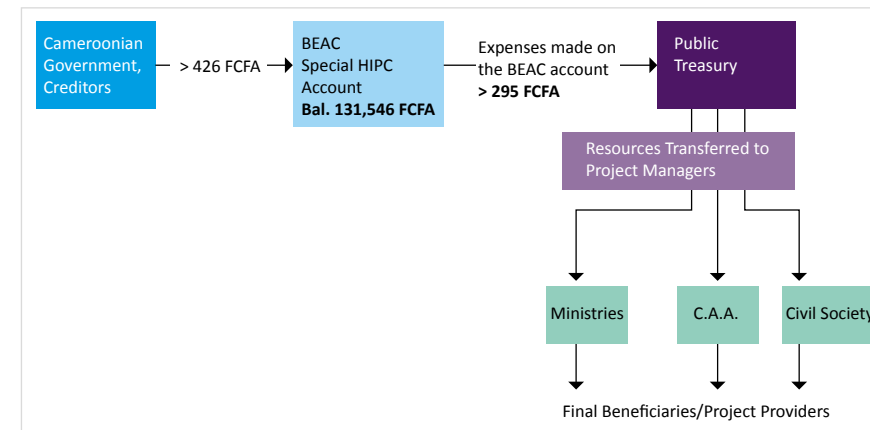 Cameroonian
Government,
Creditors
> 426 FCFA
BEAC
Special HIPC
Account
Bal. 131,546 FCFA
Expenses made on
the BEAC account
> 295 FCFA
Public
Treasury
Resources Transferred to
Project Managers
Ministries
C.A.A.
Civil Society
Final Beneficiaries/Project Providers